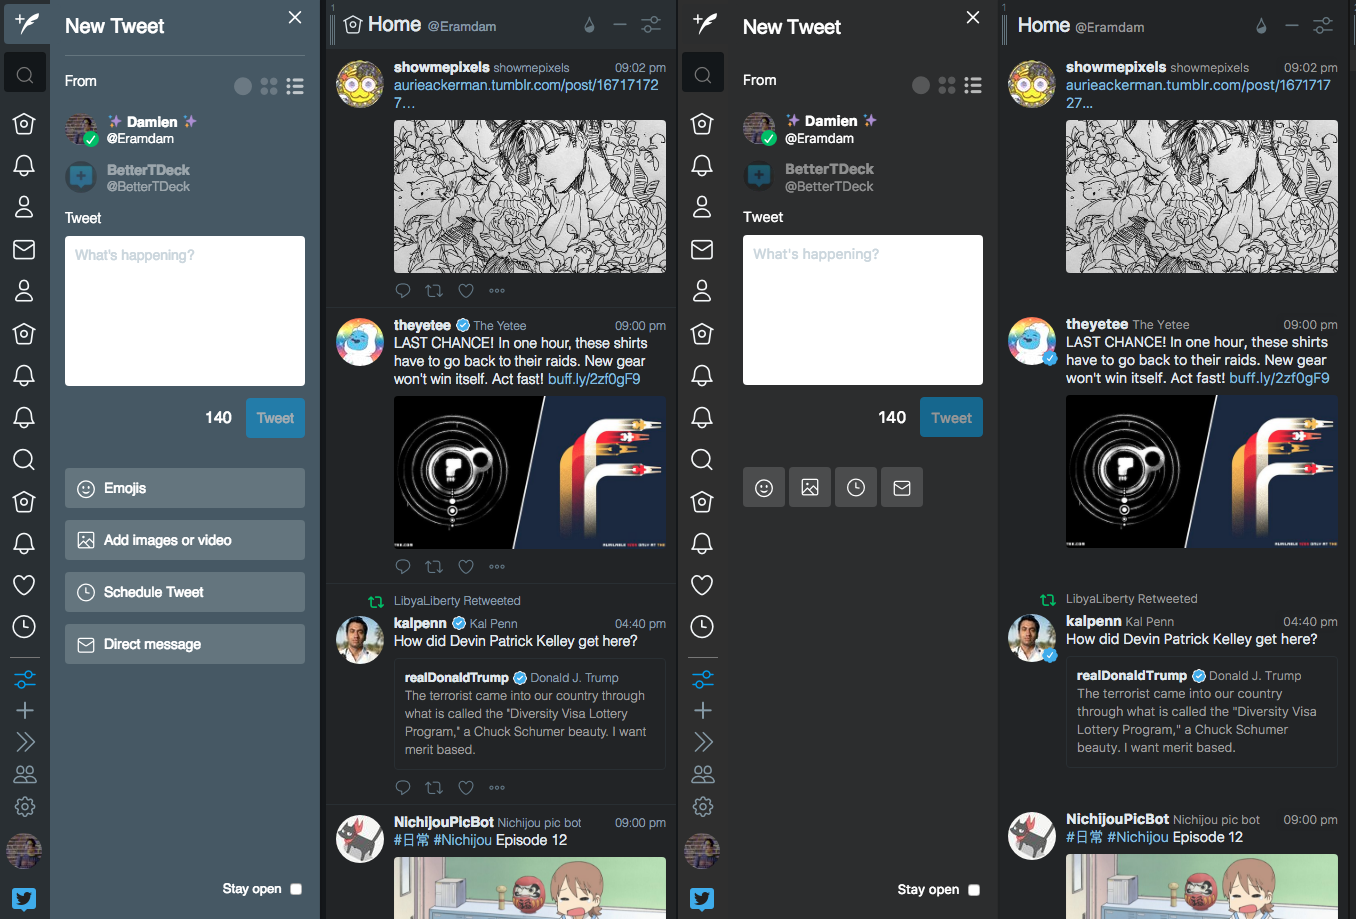 New Tweet
From
✨ Damien ✨
@Eramdam
BetterTDeck
@BetterTDeck
Tweet
What's happening?
140
Tweet
Emojis
Add images or video
Schedule Tweet
Direct message
Stay open
1
Home @Eramdam
showmepixels showmepixels 09:02 pm
aurieackerman.tumblr.com/post/16717172
7…
theyetee The Yetee 09:00 pm
LAST CHANCE! In one hour, these shirts
have to go back to their raids. New gear
won't win itself. Act fast! buff.ly/2zf0gF9
LibyaLiberty Retweeted
kalpenn Kal Penn 04:40 pm
How did Devin Patrick Kelley get here?
realDonaldTrump Donald J. Trump
The terrorist came into our country through
what is called the "Diversity Visa Lottery
Program," a Chuck Schumer beauty. I want
merit based.
NichijouPicBot Nichijou pic bot 09:00 pm
#日常 #Nichijou Episode 12
New Tweet
From
✨ Damien ✨
@Eramdam
BetterTDeck
@BetterTDeck
Tweet
What's happening?
140
Tweet
Stay open
1
Home @Eramdam
showmepixels showmepixels 09:02 pm
aurieackerman.tumblr.com/post/1671717
27…
theyetee The Yetee 09:00 pm
LAST CHANCE! In one hour, these shirts
have to go back to their raids. New gear
won't win itself. Act fast! buff.ly/2zf0gF9
LibyaLiberty Retweeted
kalpenn Kal Penn 04:40 pm
How did Devin Patrick Kelley get here?
realDonaldTrump Donald J. Trump
The terrorist came into our country
through what is called the "Diversity Visa
Lottery Program," a Chuck Schumer
beauty. I want merit based.
NichijouPicBot Nichijou pic bot 09:00 pm
#日常 #Nichijou Episode 12